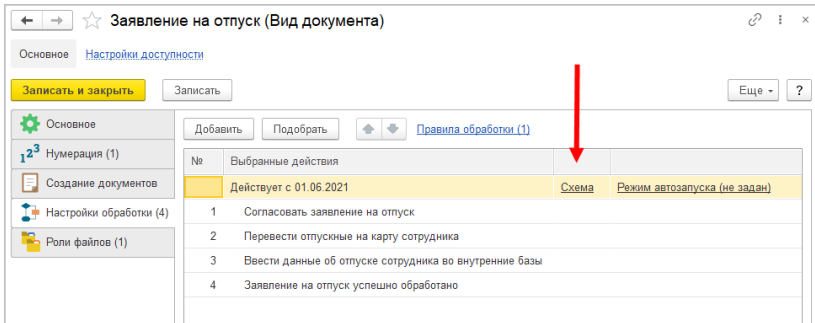 Заявление на отпуск (Вид документа)
Основное Настройки доступности
Записать и закрыть Записать Еще ?
Основное
Нумерация (1)
Создание документов
Настройки обработки (4)
Роли файлов (1)
Добавить Подобрать Правила обработки (1)
№ Выбранные действия
Действует с 01.06.2021 Схема Режим автозапуска (не задан)
1 Согласовать заявление на отпуск
2 Перевести отпускные на карту сотрудника
3 Ввести данные об отпуске сотрудника во внутренние базы
4 Заявление на отпуск успешно обработано